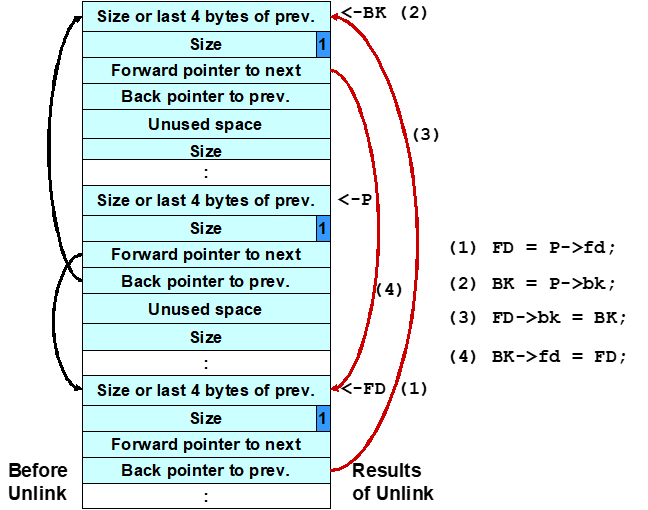 Size or last 4 bytes of prev.
<-BK (2)
Size
1
Forward pointer to next
Back pointer to prev.
Unused space
(3)
Size
:
Size or last 4 bytes of prev.
<-P
Size
1
Forward pointer to next
(1) FD = P->fd;
Back pointer to prev.
(4)
(2) BK = P->bk;
Unused space
(3) FD->bk = BK;
Size
:
(4) BK->fd = FD;
Size or last 4 bytes of prev.
<-FD (1)
Size
1
Forward pointer to next
Back pointer to prev.
:
Before
Unlink
Results
of Unlink